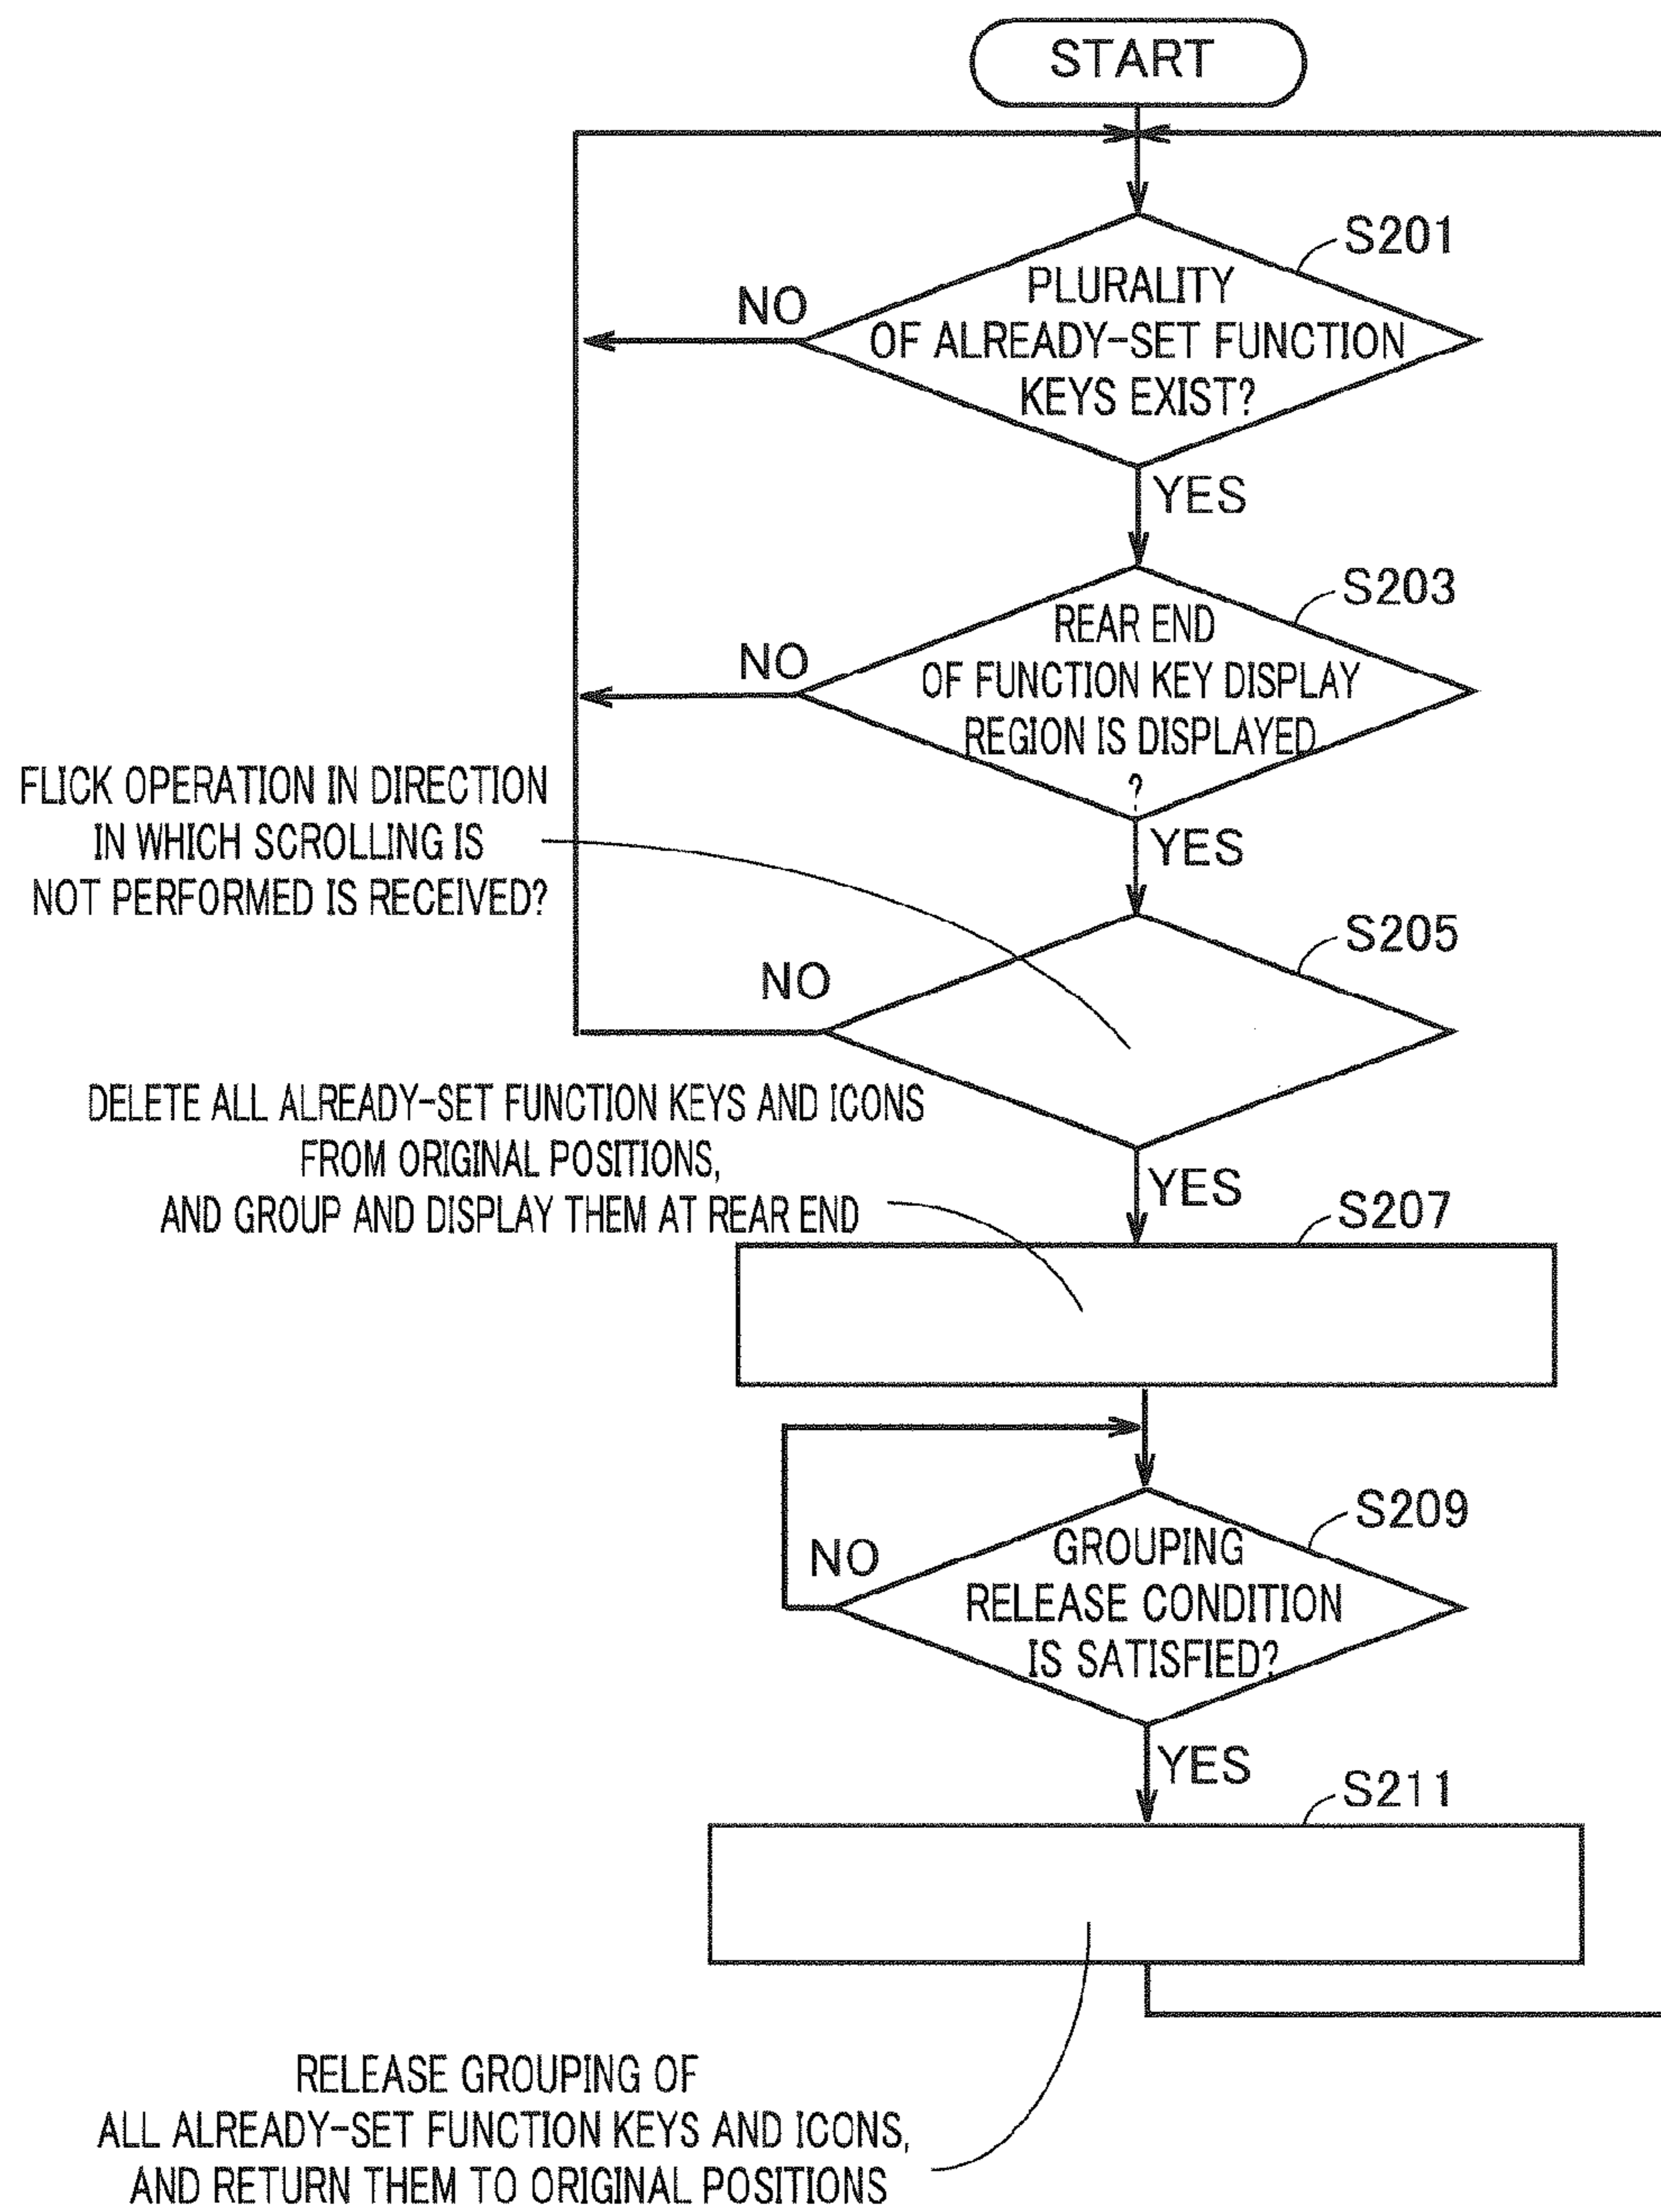 START
S201
PLURALITY
OF ALREADY-SET FUNCTION
KEYS EXIST?
NO
YES
S203
REAR END
OF FUNCTION KEY DISPLAY
REGION IS DISPLAYED
?
NO
YES
FLICK OPERATION IN DIRECTION
IN WHICH SCROLLING IS
NOT PERFORMED IS RECEIVED?
S205
NO
YES
DELETE ALL ALREADY-SET FUNCTION KEYS AND ICONS
FROM ORIGINAL POSITIONS,
AND GROUP AND DISPLAY THEM AT REAR END
S207
S209
GROUPING
RELEASE CONDITION
IS SATISFIED?
NO
YES
S211
RELEASE GROUPING OF
ALL ALREADY-SET FUNCTION KEYS AND ICONS,
AND RETURN THEM TO ORIGINAL POSITIONS